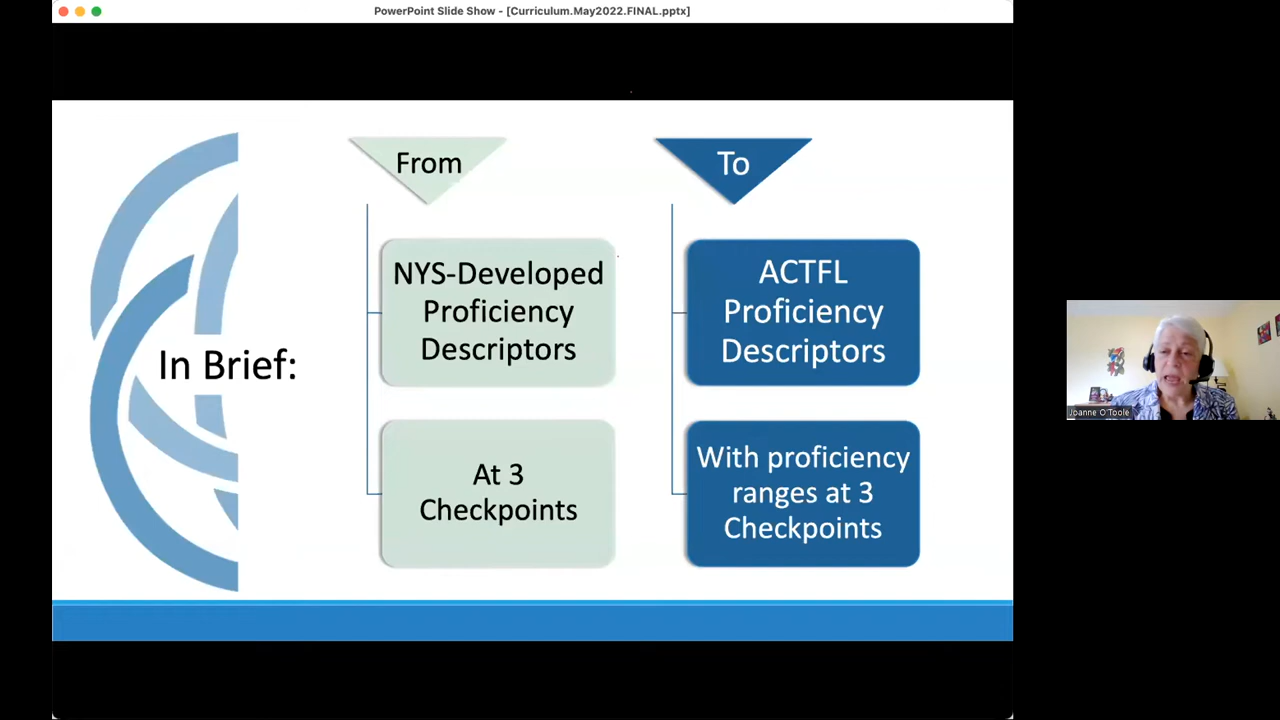 PowerPoint Slide Show - [Curriculum.May2022.FINAL.pptx]
In Brief:
From
NYS-Developed
Proficiency
Descriptors
At 3
Checkpoints
To
ACTFL
Proficiency
Descriptors
With proficiency
ranges at 3
Checkpoints
Joanne O'Toole